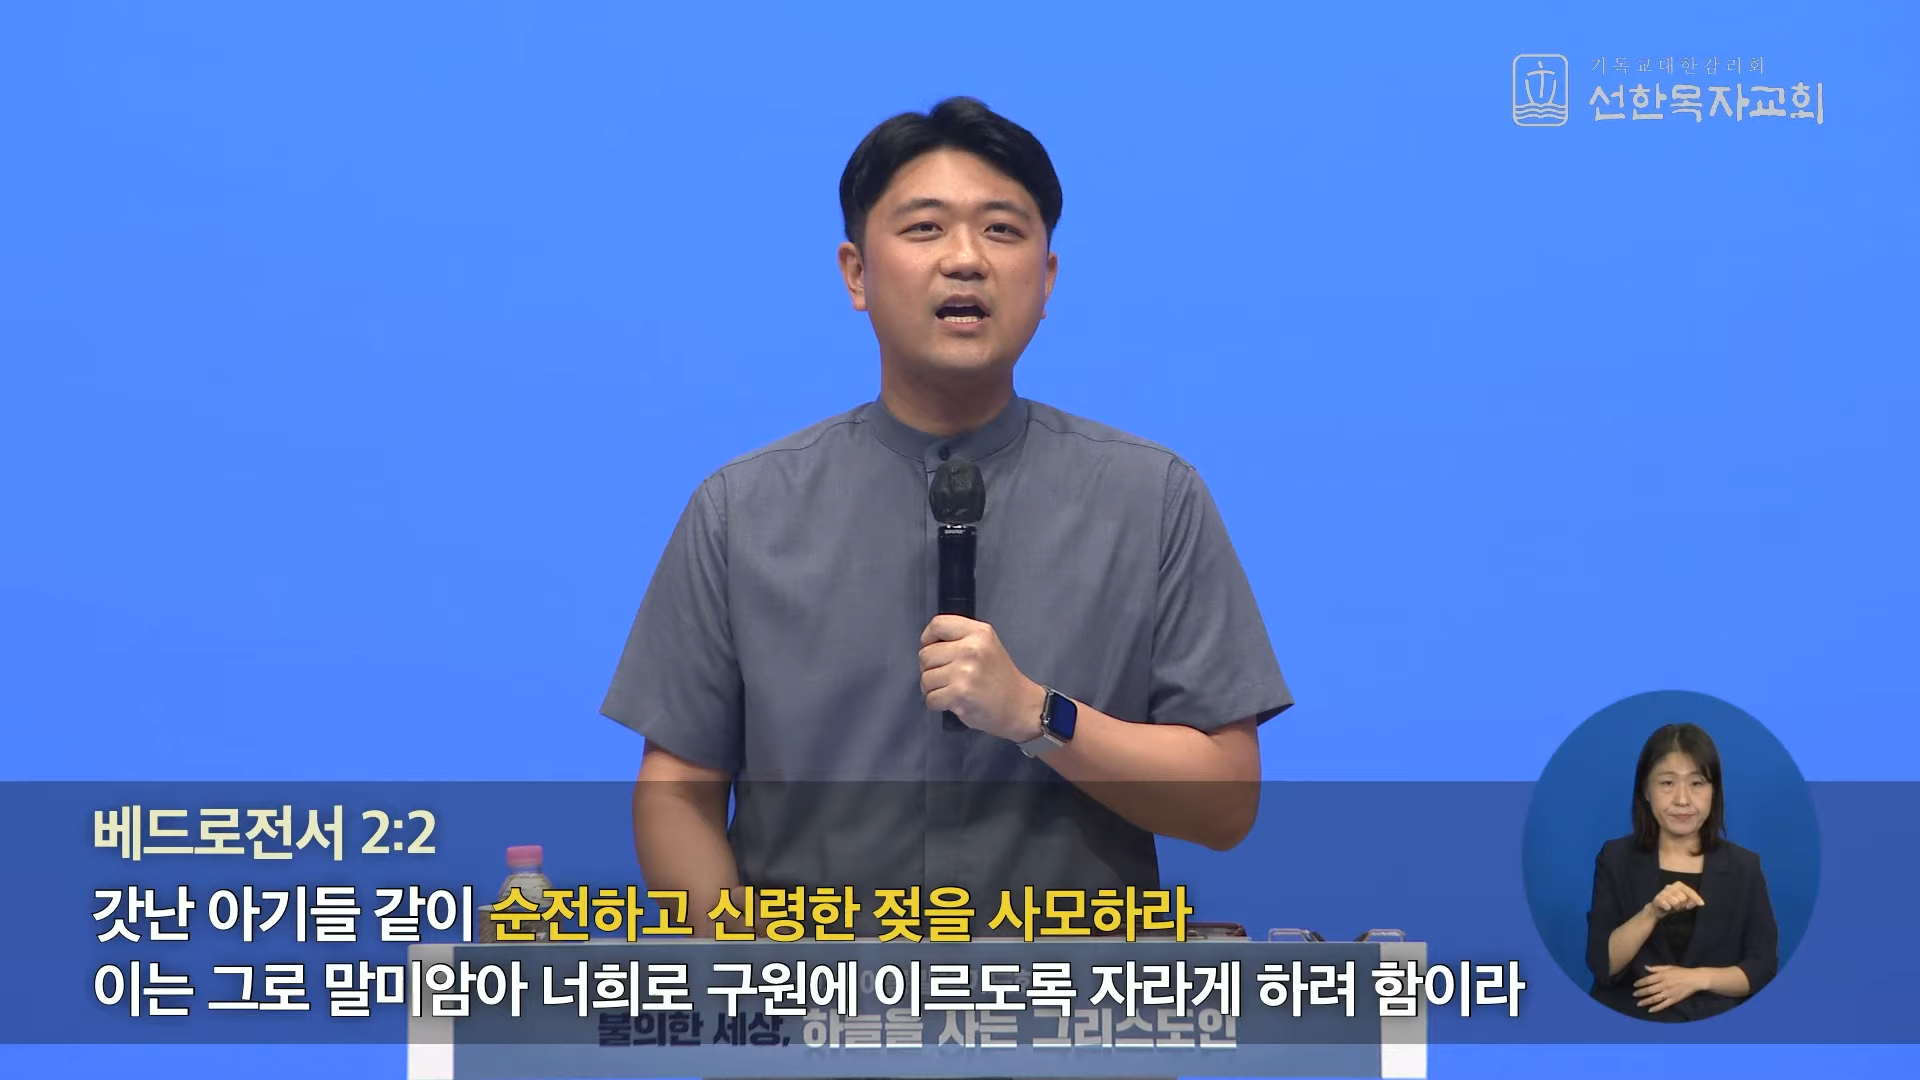 기독교대한감리회
선한목자교회
베드로전서 2:2
갓난 아기들 같이 순전하고 신령한 젖을 사모하라
이는 그로 말미암아 너희로 구원에 이르도록 자라게 하려 함이라
불의한 세상, 하늘을 사는 그리스도인